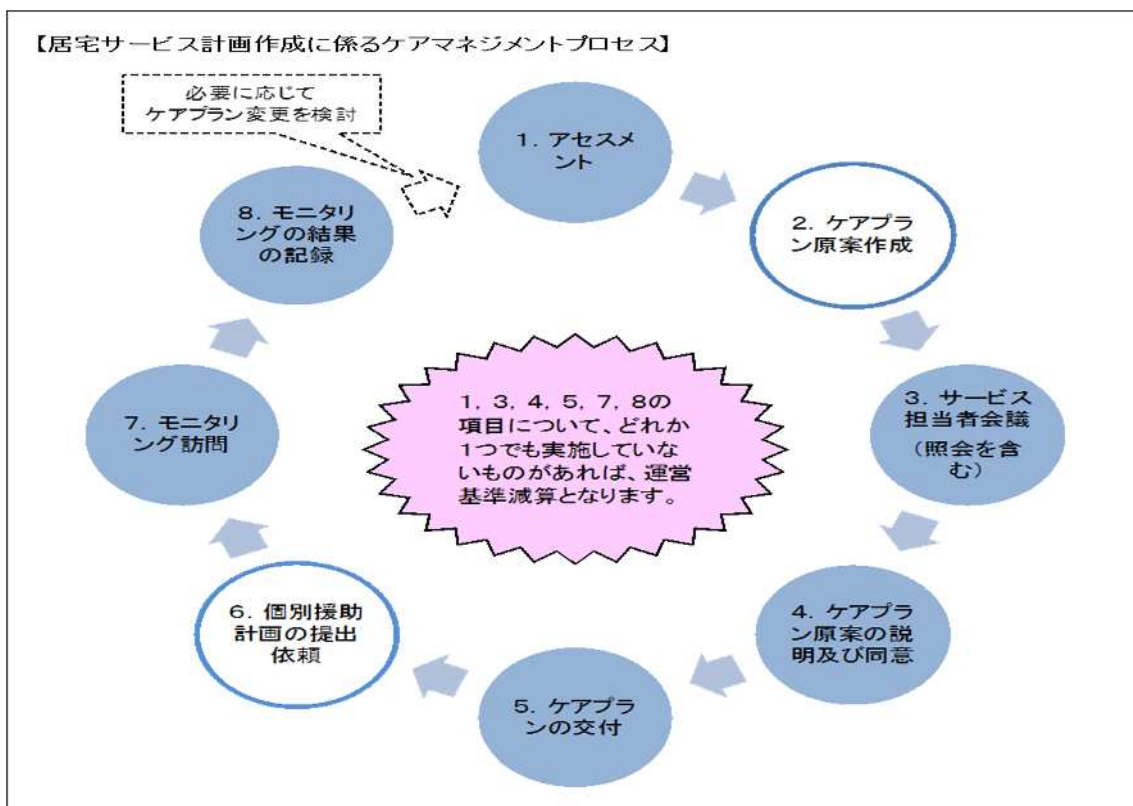 【居宅サービス計画作成に係るケアマネジメントプロセス】
必要に応じて
ケアプラン変更を検討
1．アセスメ
ント
2．ケアプラ
ン原案作成
3．サービス
担当者会議
（照会を含
む）
4．ケアプラ
ン原案の説
明及び同意
5．ケアプラ
ンの交付
6．個別援助
計画の提出
依頼
7．モニタリ
ング訪問
8．モニタリ
ングの結果
の記録
1，3，4，5，7，8の
項目について、どれか
1つでも実施していな
いものがあれば、運営
基準減算となります。